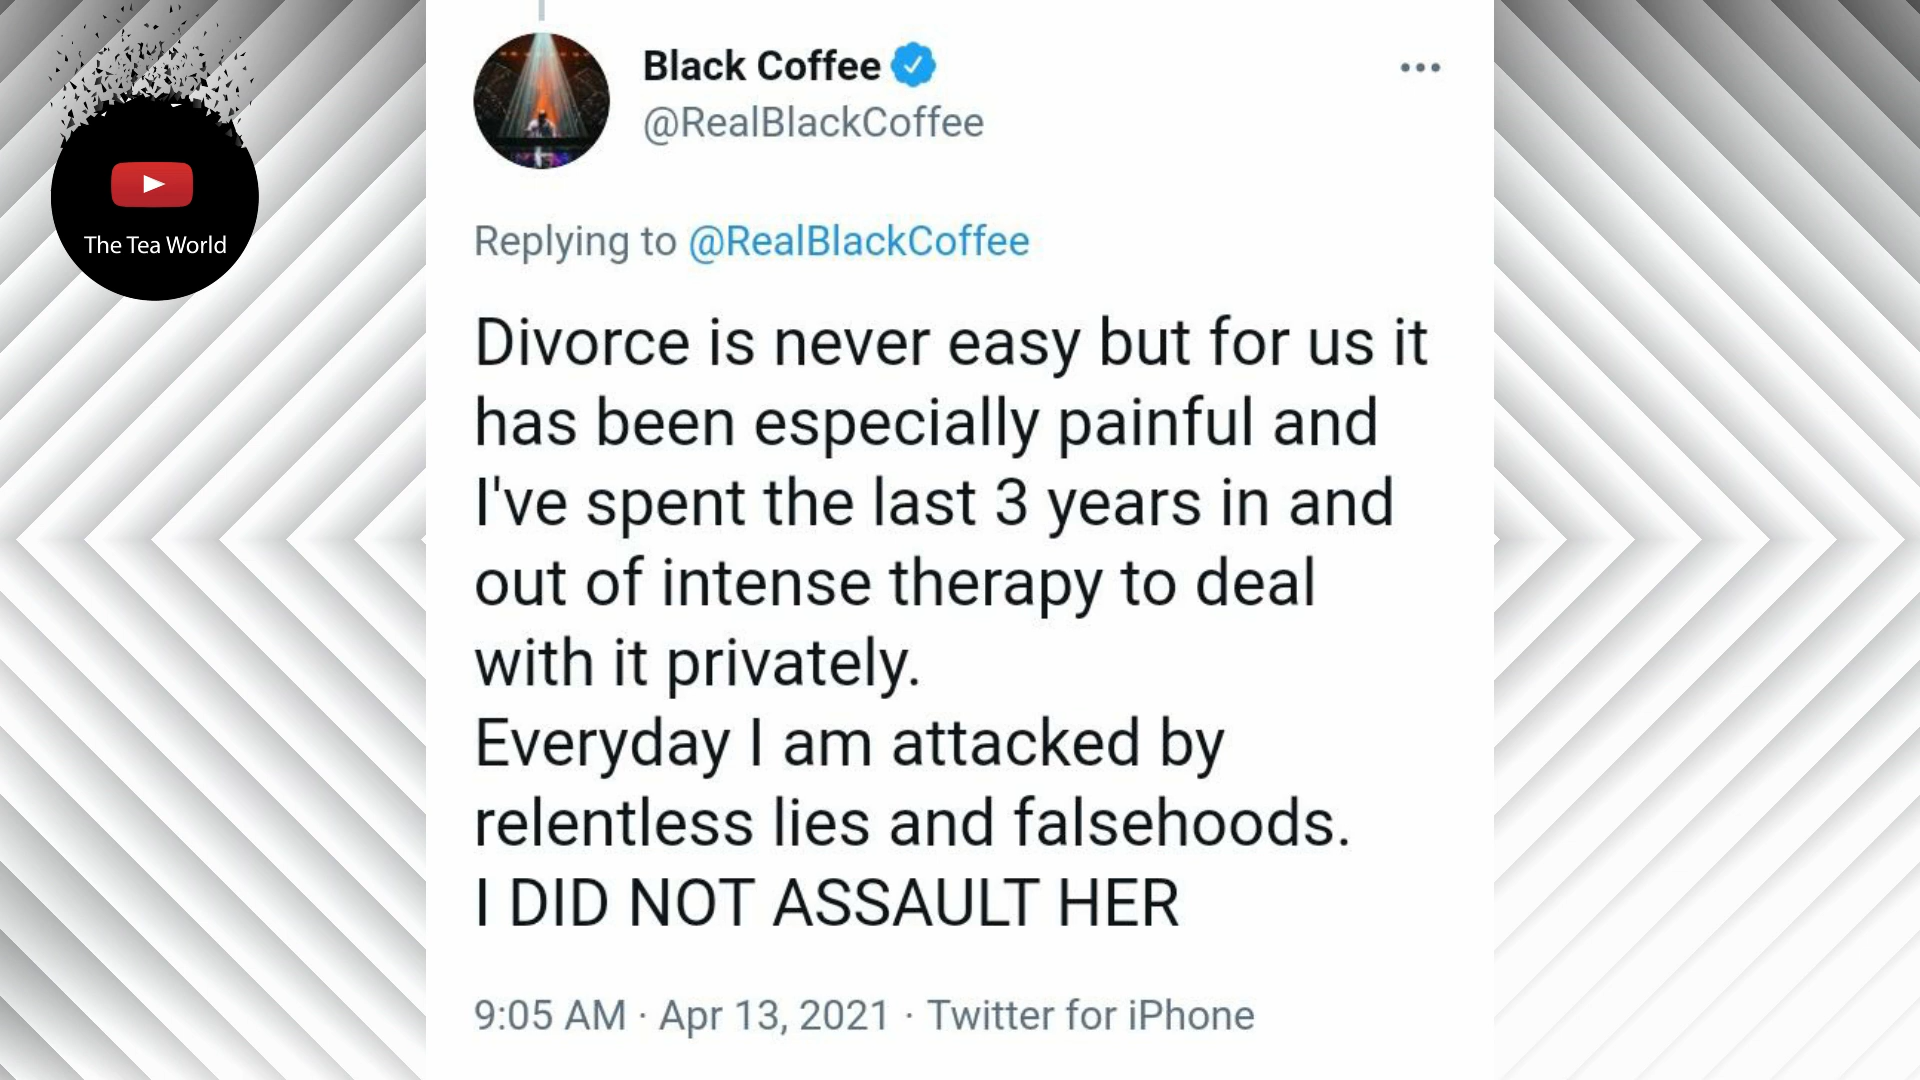 The Tea World
Black Coffee
@RealBlackCoffee
Replying to @RealBlackCoffee
Divorce is never easy but for us it
has been especially painful and
I've spent the last 3 years in and
out of intense therapy to deal
with it privately.
Everyday I am attacked by
relentless lies and falsehoods.
I DID NOT ASSAULT HER
9:05 AM · Apr 13, 2021 · Twitter for iPhone